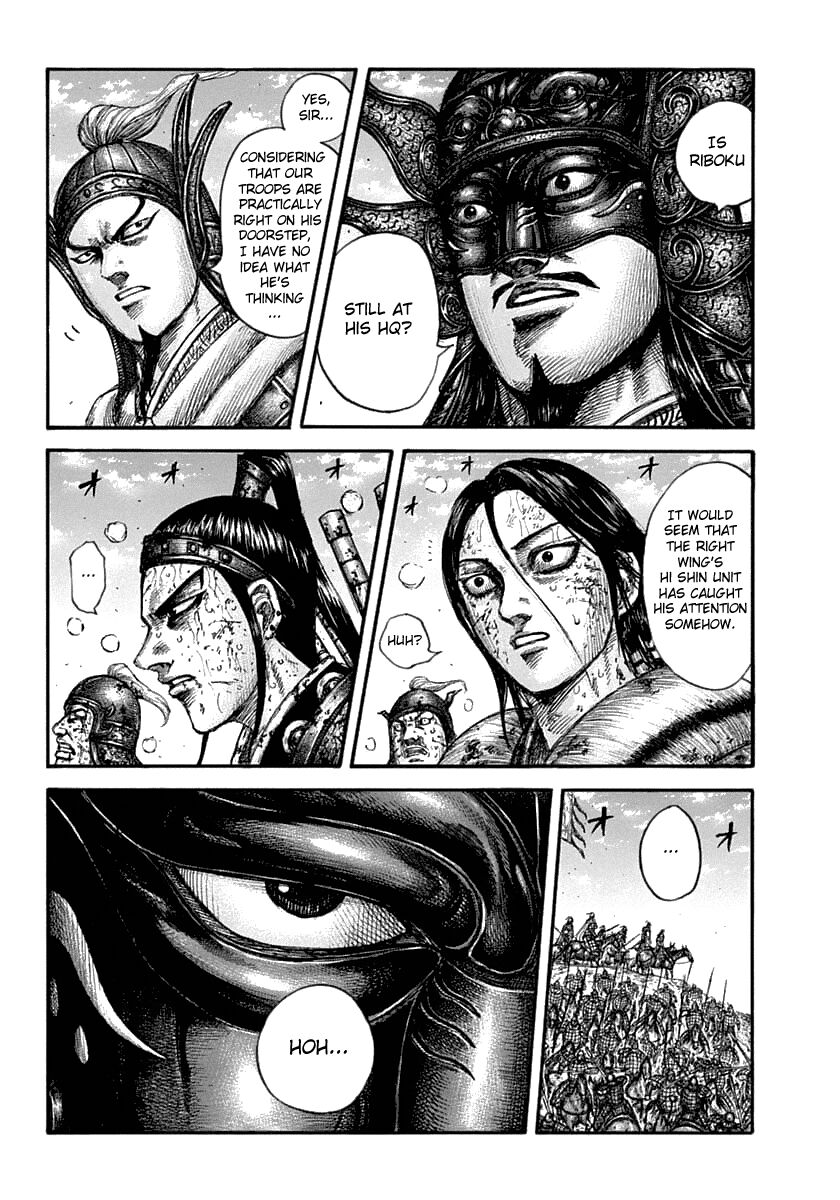 IS
RIBOKU
STILL AT
HIS HQ?
YES,
SIR...
CONSIDERING
THAT OUR
TROOPS ARE
PRACTICALLY
RIGHT ON HIS
DOORSTEP,
I HAVE NO
IDEA WHAT
HE'S
THINKING
...
IT WOULD
SEEM THAT
THE RIGHT
WING'S
HI SHIN UNIT
HAS CAUGHT
HIS ATTENTION
SOMEHOW.
HUH?
...
...
HOH...